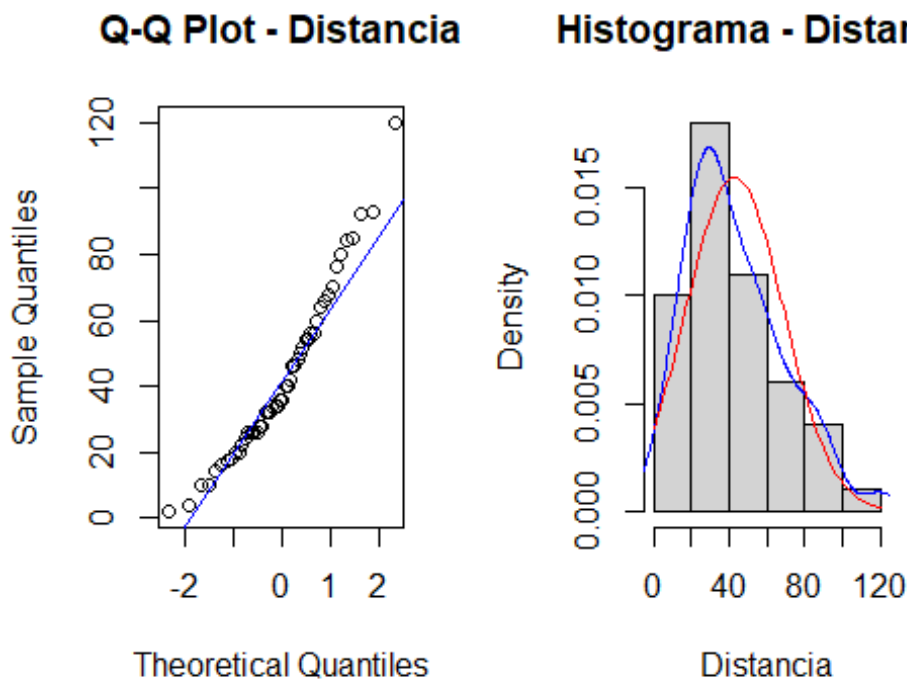 Q-Q Plot - Distancia
Sample Quantiles
0 20 40 60 80 120
-2 0 1 2
Theoretical Quantiles
Histograma - Distar
Density
0.000 0.005 0.010 0.015
0 40 80 120
Distancia